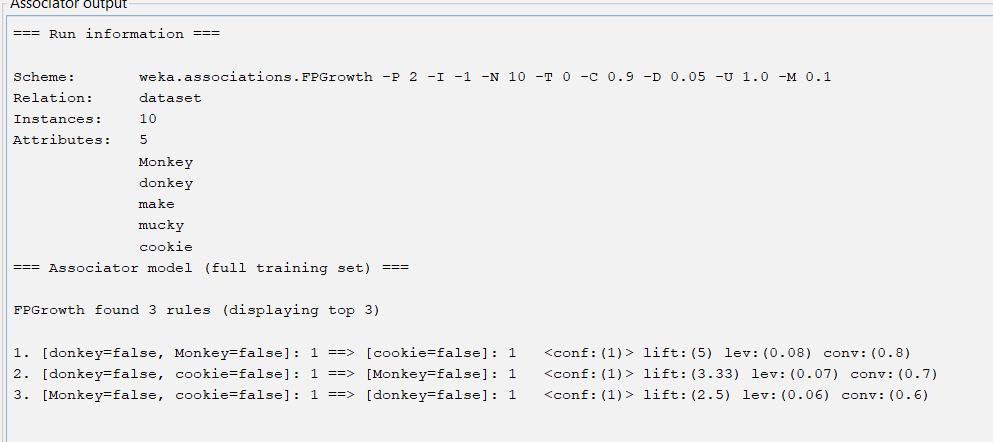 Associator output
=== Run information ===
Scheme: weka.associations.FPGrowth -P 2 -I -1 -N 10 -T 0 -C 0.9 -D 0.05 -U 1.0 -M 0.1
Relation: dataset
Instances: 10
Attributes: 5
Monkey
donkey
make
mucky
cookie
=== Associator model (full training set) ===
FPGrowth found 3 rules (displaying top 3)
1. [donkey=false, Monkey=false]: 1 ==> [cookie=false]: 1 <conf:(1)> lift:(5) lev:(0.08) conv:(0.8)
2. [donkey=false, cookie=false]: 1 ==> [Monkey=false]: 1 <conf:(1)> lift:(3.33) lev:(0.07) conv:(0.7)
3. [Monkey=false, cookie=false]: 1 ==> [donkey=false]: 1 <conf:(1)> lift:(2.5) lev:(0.06) conv:(0.6)